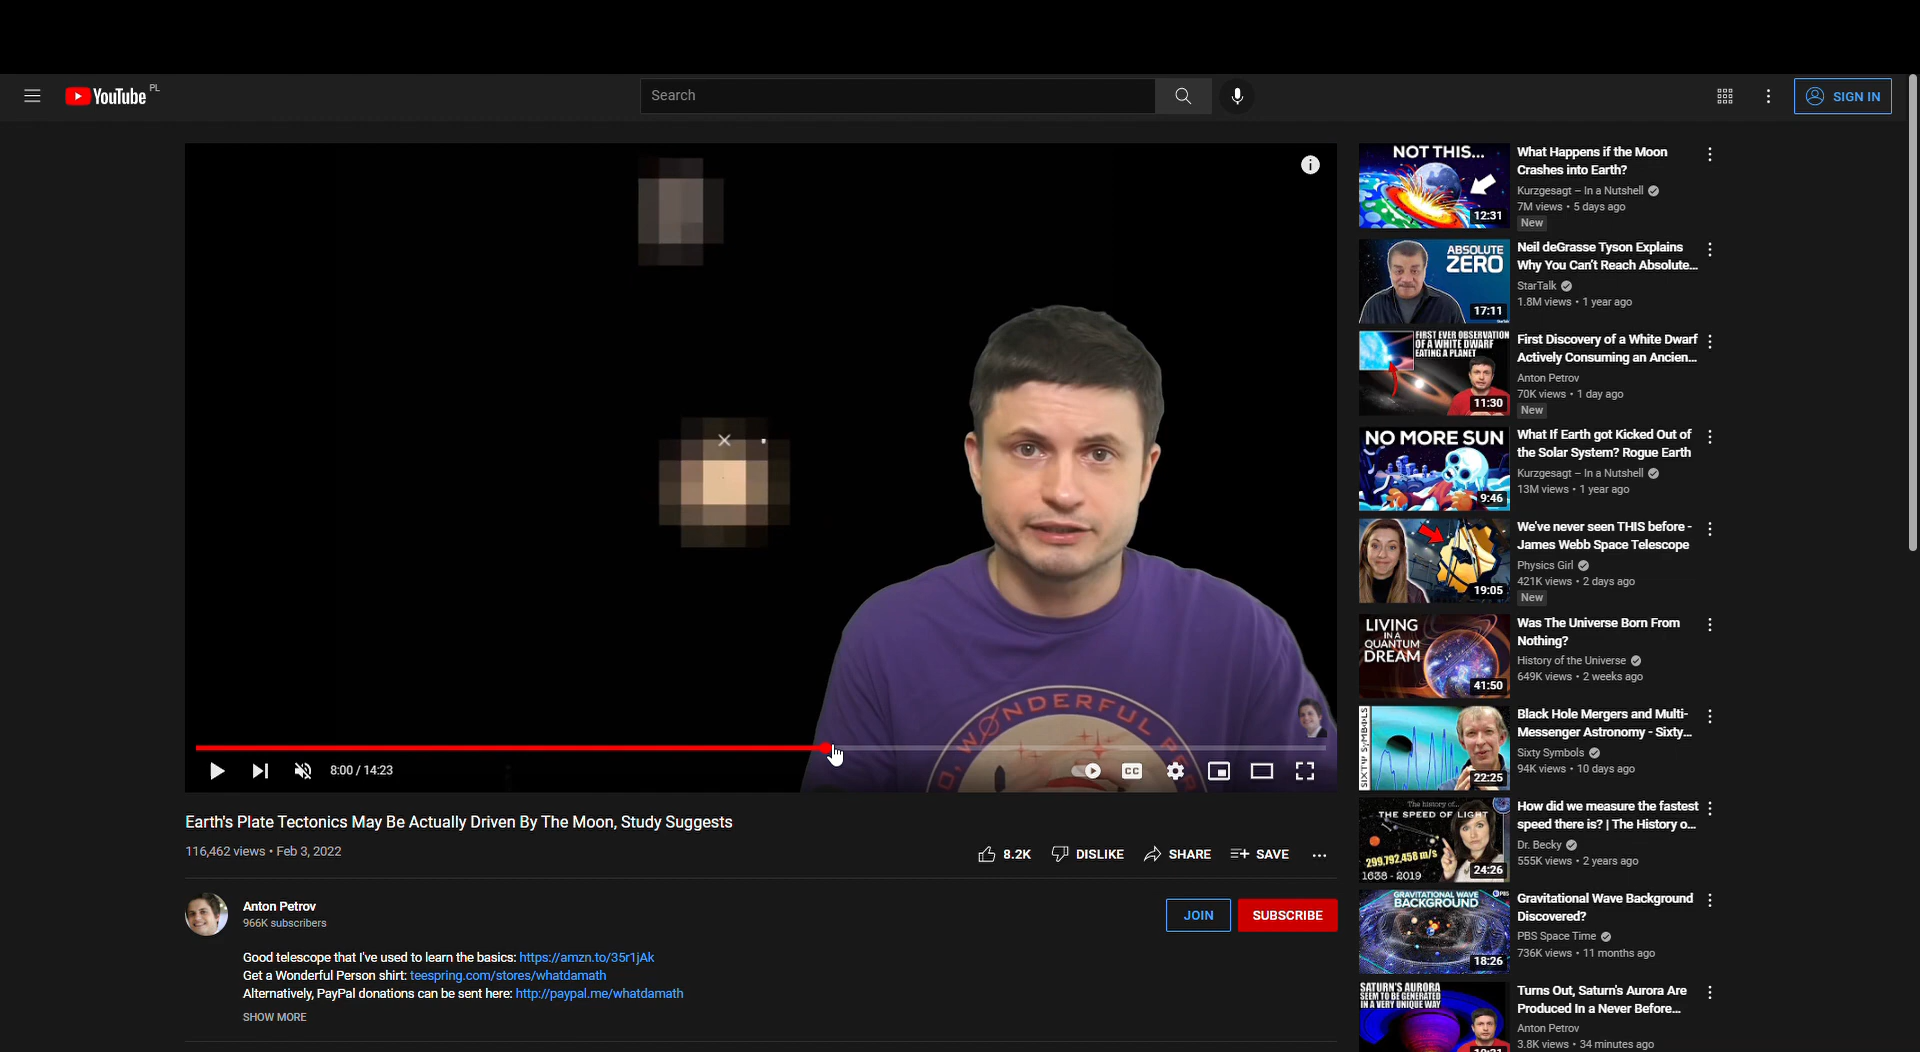 YouTube PL
Search
SIGN IN
WONDERFUL PER
8:00 / 14:23
CC
Earth's Plate Tectonics May Be Actually Driven By The Moon, Study Suggests
116,462 views • Feb 3, 2022
8.2K
DISLIKE
SHARE
SAVE
Anton Petrov
966K subscribers
JOIN
SUBSCRIBE
Good telescope that I've used to learn the basics: https://amzn.to/35r1jAk
Get a Wonderful Person shirt: teespring.com/stores/whatdamath
Alternatively, PayPal donations can be sent here: http://paypal.me/whatdamath
SHOW MORE
NOT THIS...
12:31
What Happens if the Moon
Crashes into Earth?
Kurzgesagt – In a Nutshell
7M views • 5 days ago
New
ABSOLUTE
ZERO
17:11
Neil deGrasse Tyson Explains
Why You Can't Reach Absolute...
StarTalk
1.8M views • 1 year ago
FIRST EVER OBSERVATION
OF A WHITE DWARF
EATING A PLANET
11:30
First Discovery of a White Dwarf
Actively Consuming an Ancien...
Anton Petrov
70K views • 1 day ago
New
NO MORE SUN
9:46
What If Earth got Kicked Out of
the Solar System? Rogue Earth
Kurzgesagt – In a Nutshell
13M views • 1 year ago
19:05
We've never seen THIS before -
James Webb Space Telescope
Physics Girl
421K views • 2 days ago
New
LIVING
IN A
QUANTUM
DREAM
41:50
Was The Universe Born From
Nothing?
History of the Universe
649K views • 2 weeks ago
SIXTY SYMBOLS
22:25
Black Hole Mergers and Multi-
Messenger Astronomy - Sixty...
Sixty Symbols
94K views • 10 days ago
The history of...
THE SPEED OF LIGHT
299,792,458 m/s
1638 - 2019
24:26
How did we measure the fastest
speed there is? | The History o...
Dr. Becky
555K views • 2 years ago
GRAVITATIONAL WAVE
BACKGROUND
PBS
18:26
Gravitational Wave Background
Discovered?
PBS Space Time
736K views • 11 months ago
SATURN'S AURORA
SEEM TO BE GENERATED
IN A VERY UNIQUE WAY
Turns Out, Saturn's Aurora Are
Produced In a Never Before...
Anton Petrov
3.8K views • 34 minutes ago